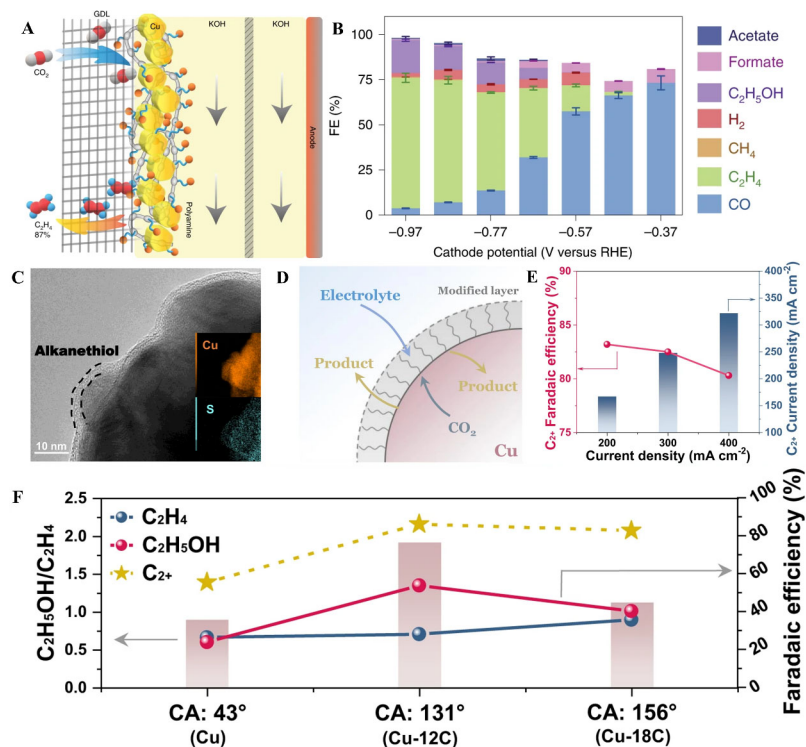 A
GDL
Cu
KOH
KOH
CO2
Anode
Polyamine
C2H4
87%
B
FE (%)
100
75
50
25
0
−0.97
−0.77
−0.57
−0.37
Cathode potential (V versus RHE)
Acetate
Formate
C2H5OH
H2
CH4
C2H4
CO
C
Alkanethiol
10 nm
Cu
S
D
Electrolyte
Modified layer
Product
Product
CO2
Cu
E
C2+ Faradaic efficiency (%)
90
85
80
75
200
300
400
Current density (mA cm-2)
400
350
300
250
200
150
100
C2+ Current density (mA cm-2)
F
C2H5OH/C2H4
2.5
2.0
1.5
1.0
0.5
0.0
C2H4
C2H5OH
C2+
100
80
60
40
20
0
Faradaic efficiency (%)
CA: 43°
(Cu)
CA: 131°
(Cu-12C)
CA: 156°
(Cu-18C)